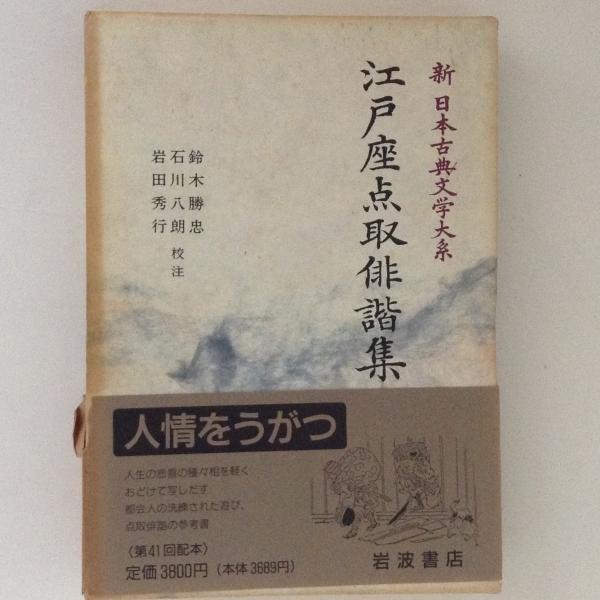 新 日本古典文学大系
江戸座点取俳諧集
鈴木勝忠
石川八朗
岩田秀行
校注
人情をうがつ
人生の悲喜の種々相を軽く
おどけて写しだす
都会人の洗練された遊び、
点取俳諧の参考書
〈第41回配本〉
定価3800円（本体3689円）
岩波書店